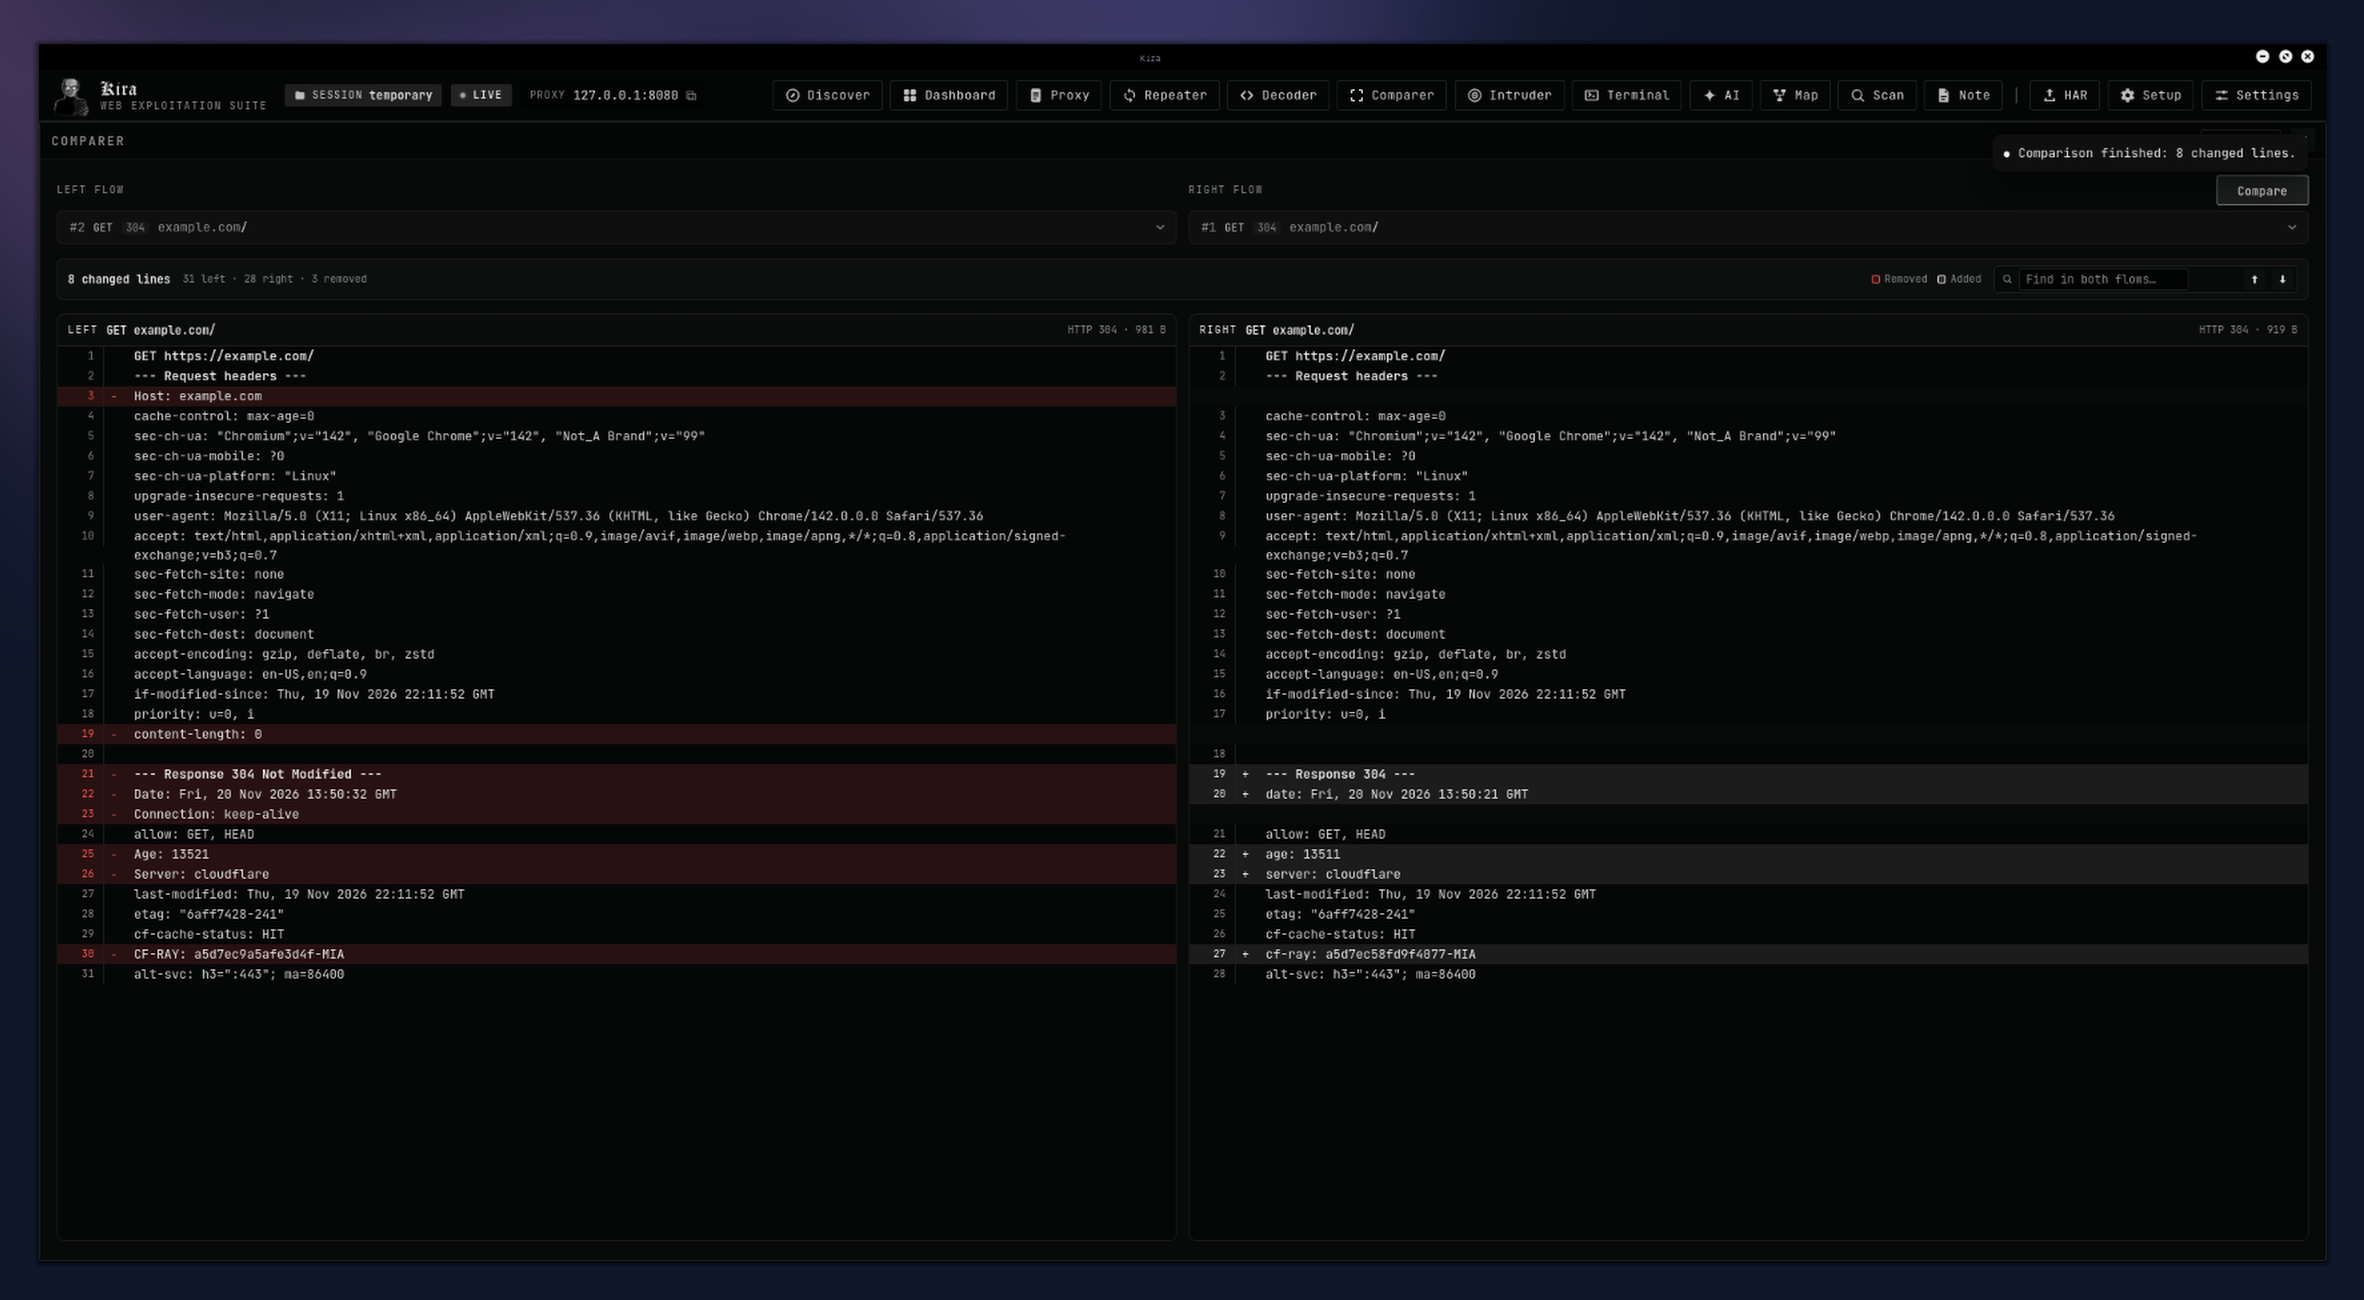 Kira
Kira
WEB EXPLOITATION SUITE
SESSION temporary
LIVE
PROXY 127.0.0.1:8080
Discover
Dashboard
Proxy
Repeater
Decoder
Comparer
Intruder
Terminal
AI
Map
Scan
Note
HAR
Setup
Settings
COMPARER
Comparison finished: 8 changed lines.
LEFT FLOW
RIGHT FLOW
Compare
#2 GET 304 example.com/
#1 GET 304 example.com/
8 changed lines 31 left · 28 right · 3 removed
Removed
Added
Find in both flows…
LEFT GET example.com/
HTTP 304 · 981 B
1 GET https://example.com/
2 --- Request headers ---
3 - Host: example.com
4 cache-control: max-age=0
5 sec-ch-ua: "Chromium";v="142", "Google Chrome";v="142", "Not_A Brand";v="99"
6 sec-ch-ua-mobile: ?0
7 sec-ch-ua-platform: "Linux"
8 upgrade-insecure-requests: 1
9 user-agent: Mozilla/5.0 (X11; Linux x86_64) AppleWebKit/537.36 (KHTML, like Gecko) Chrome/142.0.0.0 Safari/537.36
10 accept: text/html,application/xhtml+xml,application/xml;q=0.9,image/avif,image/webp,image/apng,*/*;q=0.8,application/signed-
exchange;v=b3;q=0.7
11 sec-fetch-site: none
12 sec-fetch-mode: navigate
13 sec-fetch-user: ?1
14 sec-fetch-dest: document
15 accept-encoding: gzip, deflate, br, zstd
16 accept-language: en-US,en;q=0.9
17 if-modified-since: Thu, 19 Nov 2026 22:11:52 GMT
18 priority: u=0, i
19 - content-length: 0
20
21 - --- Response 304 Not Modified ---
22 - Date: Fri, 20 Nov 2026 13:50:32 GMT
23 - Connection: keep-alive
24 allow: GET, HEAD
25 - Age: 13521
26 - Server: cloudflare
27 last-modified: Thu, 19 Nov 2026 22:11:52 GMT
28 etag: "6aff7428-241"
29 cf-cache-status: HIT
30 - CF-RAY: a5d7ec9a5afe3d4f-MIA
31 alt-svc: h3=":443"; ma=86400
RIGHT GET example.com/
HTTP 304 · 919 B
1 GET https://example.com/
2 --- Request headers ---
3 cache-control: max-age=0
4 sec-ch-ua: "Chromium";v="142", "Google Chrome";v="142", "Not_A Brand";v="99"
5 sec-ch-ua-mobile: ?0
6 sec-ch-ua-platform: "Linux"
7 upgrade-insecure-requests: 1
8 user-agent: Mozilla/5.0 (X11; Linux x86_64) AppleWebKit/537.36 (KHTML, like Gecko) Chrome/142.0.0.0 Safari/537.36
9 accept: text/html,application/xhtml+xml,application/xml;q=0.9,image/avif,image/webp,image/apng,*/*;q=0.8,application/signed-
exchange;v=b3;q=0.7
10 sec-fetch-site: none
11 sec-fetch-mode: navigate
12 sec-fetch-user: ?1
13 sec-fetch-dest: document
14 accept-encoding: gzip, deflate, br, zstd
15 accept-language: en-US,en;q=0.9
16 if-modified-since: Thu, 19 Nov 2026 22:11:52 GMT
17 priority: u=0, i
18
19 + --- Response 304 ---
20 + date: Fri, 20 Nov 2026 13:50:21 GMT
21 allow: GET, HEAD
22 + age: 13511
23 + server: cloudflare
24 last-modified: Thu, 19 Nov 2026 22:11:52 GMT
25 etag: "6aff7428-241"
26 cf-cache-status: HIT
27 + cf-ray: a5d7ec58fd9f4077-MIA
28 alt-svc: h3=":443"; ma=86400